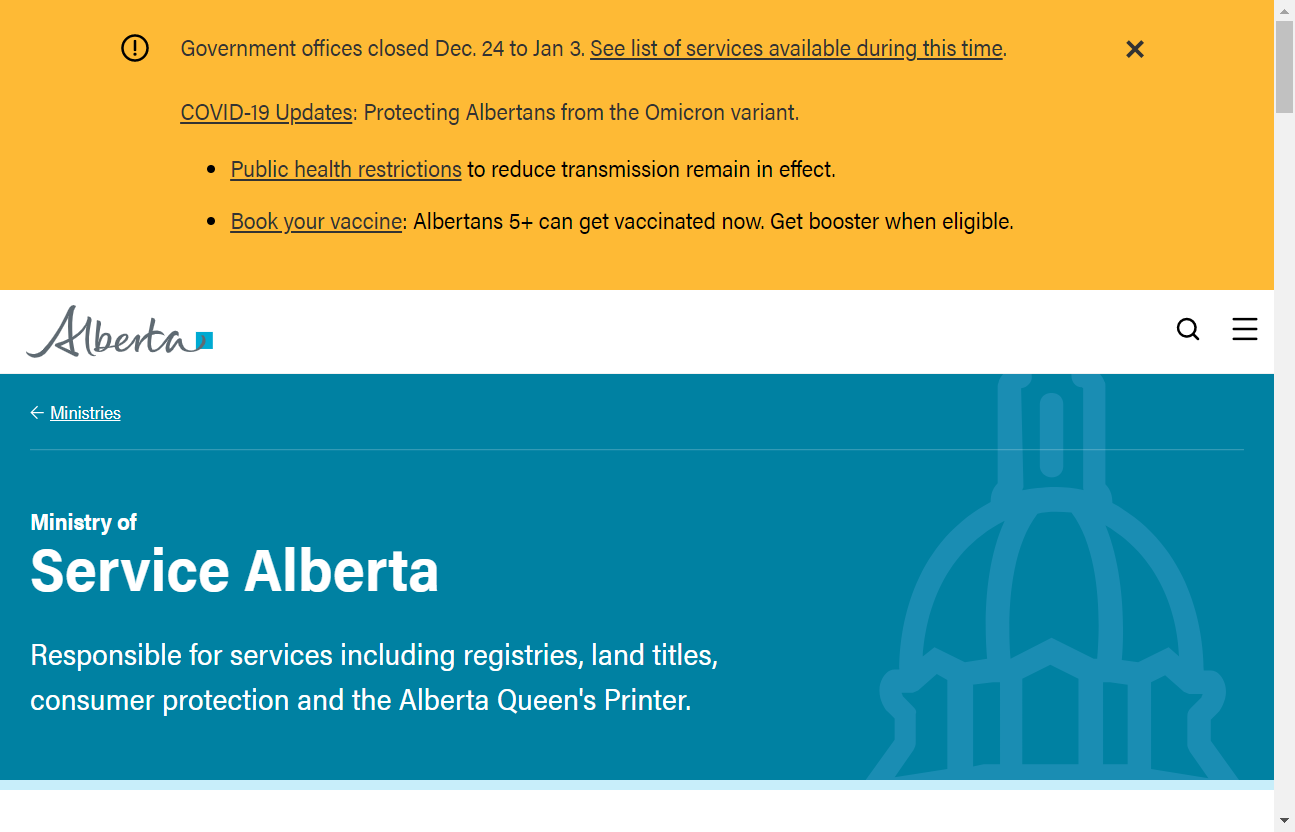 Government offices closed Dec. 24 to Jan 3. See list of services available during this time.
COVID-19 Updates: Protecting Albertans from the Omicron variant.
• Public health restrictions to reduce transmission remain in effect.
• Book your vaccine: Albertans 5+ can get vaccinated now. Get booster when eligible.
Alberta
← Ministries
Ministry of
Service Alberta
Responsible for services including registries, land titles,
consumer protection and the Alberta Queen's Printer.